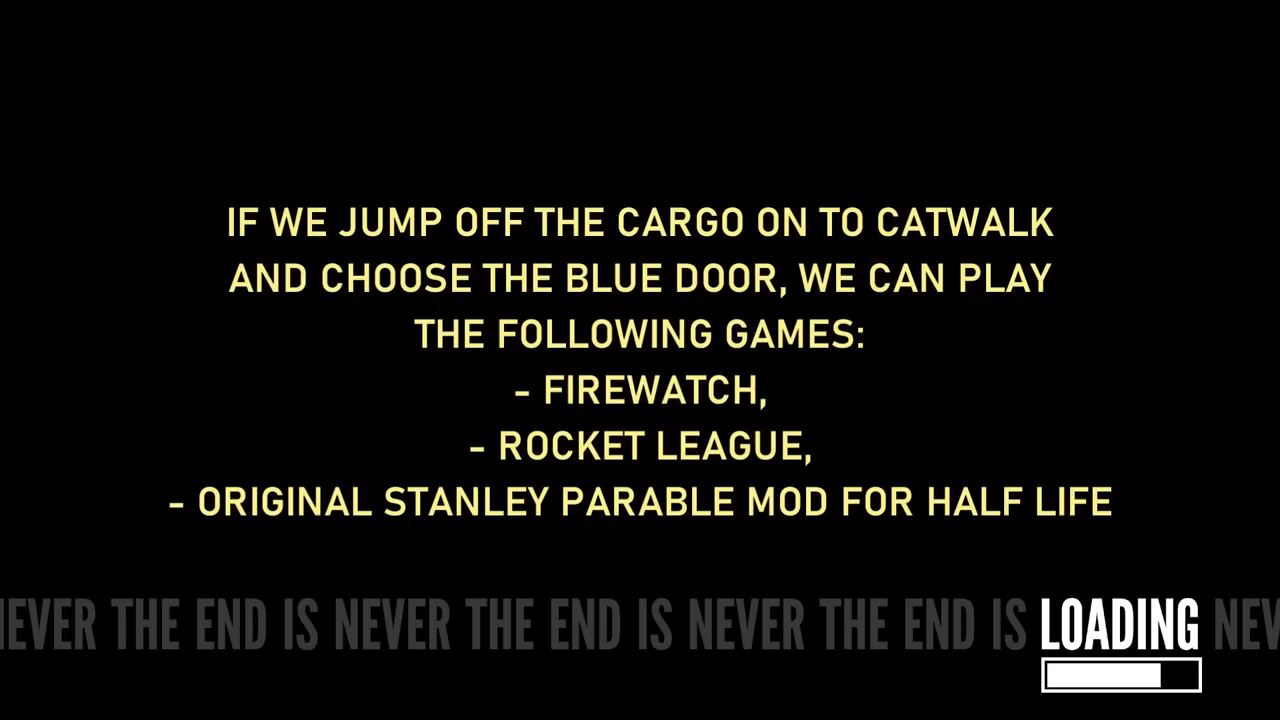 IF WE JUMP OFF THE CARGO ON TO CATWALK
AND CHOOSE THE BLUE DOOR, WE CAN PLAY
THE FOLLOWING GAMES:
- FIREWATCH,
- ROCKET LEAGUE,
- ORIGINAL STANLEY PARABLE MOD FOR HALF LIFE
NEVER THE END IS NEVER THE END IS NEVER THE END IS LOADING NEV